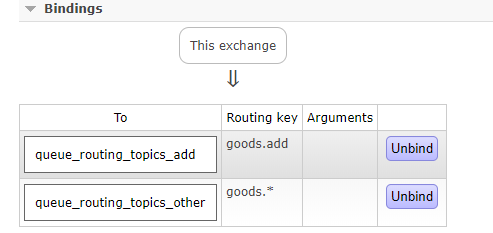 Bindings
This exchange
⇓
To Routing key Arguments
queue_routing_topics_add goods.add Unbind
queue_routing_topics_other goods.* Unbind